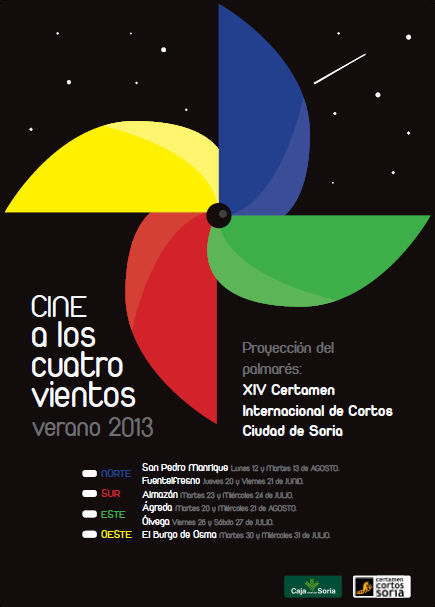 CINE
a los
cuatro
vientos
verano 2013
Proyección del
palmarés:
XIV Certamen
Internacional de Cortos
Ciudad de Soria
NORTE
San Pedro Manrique Lunes 12 y Martes 13 de AGOSTO.
Fuentelfresno Jueves 20 y Viernes 21 de JUNIO.
SUR
Almazán Martes 23 y Miércoles 24 de JULIO.
ESTE
Ágreda Martes 20 y Miércoles 21 de AGOSTO.
Ólvega Viernes 26 y Sábado 27 de JULIO.
OESTE
El Burgo de Osma Martes 30 y Miércoles 31 de JULIO.
Caja Soria
certamen
cortos
soria